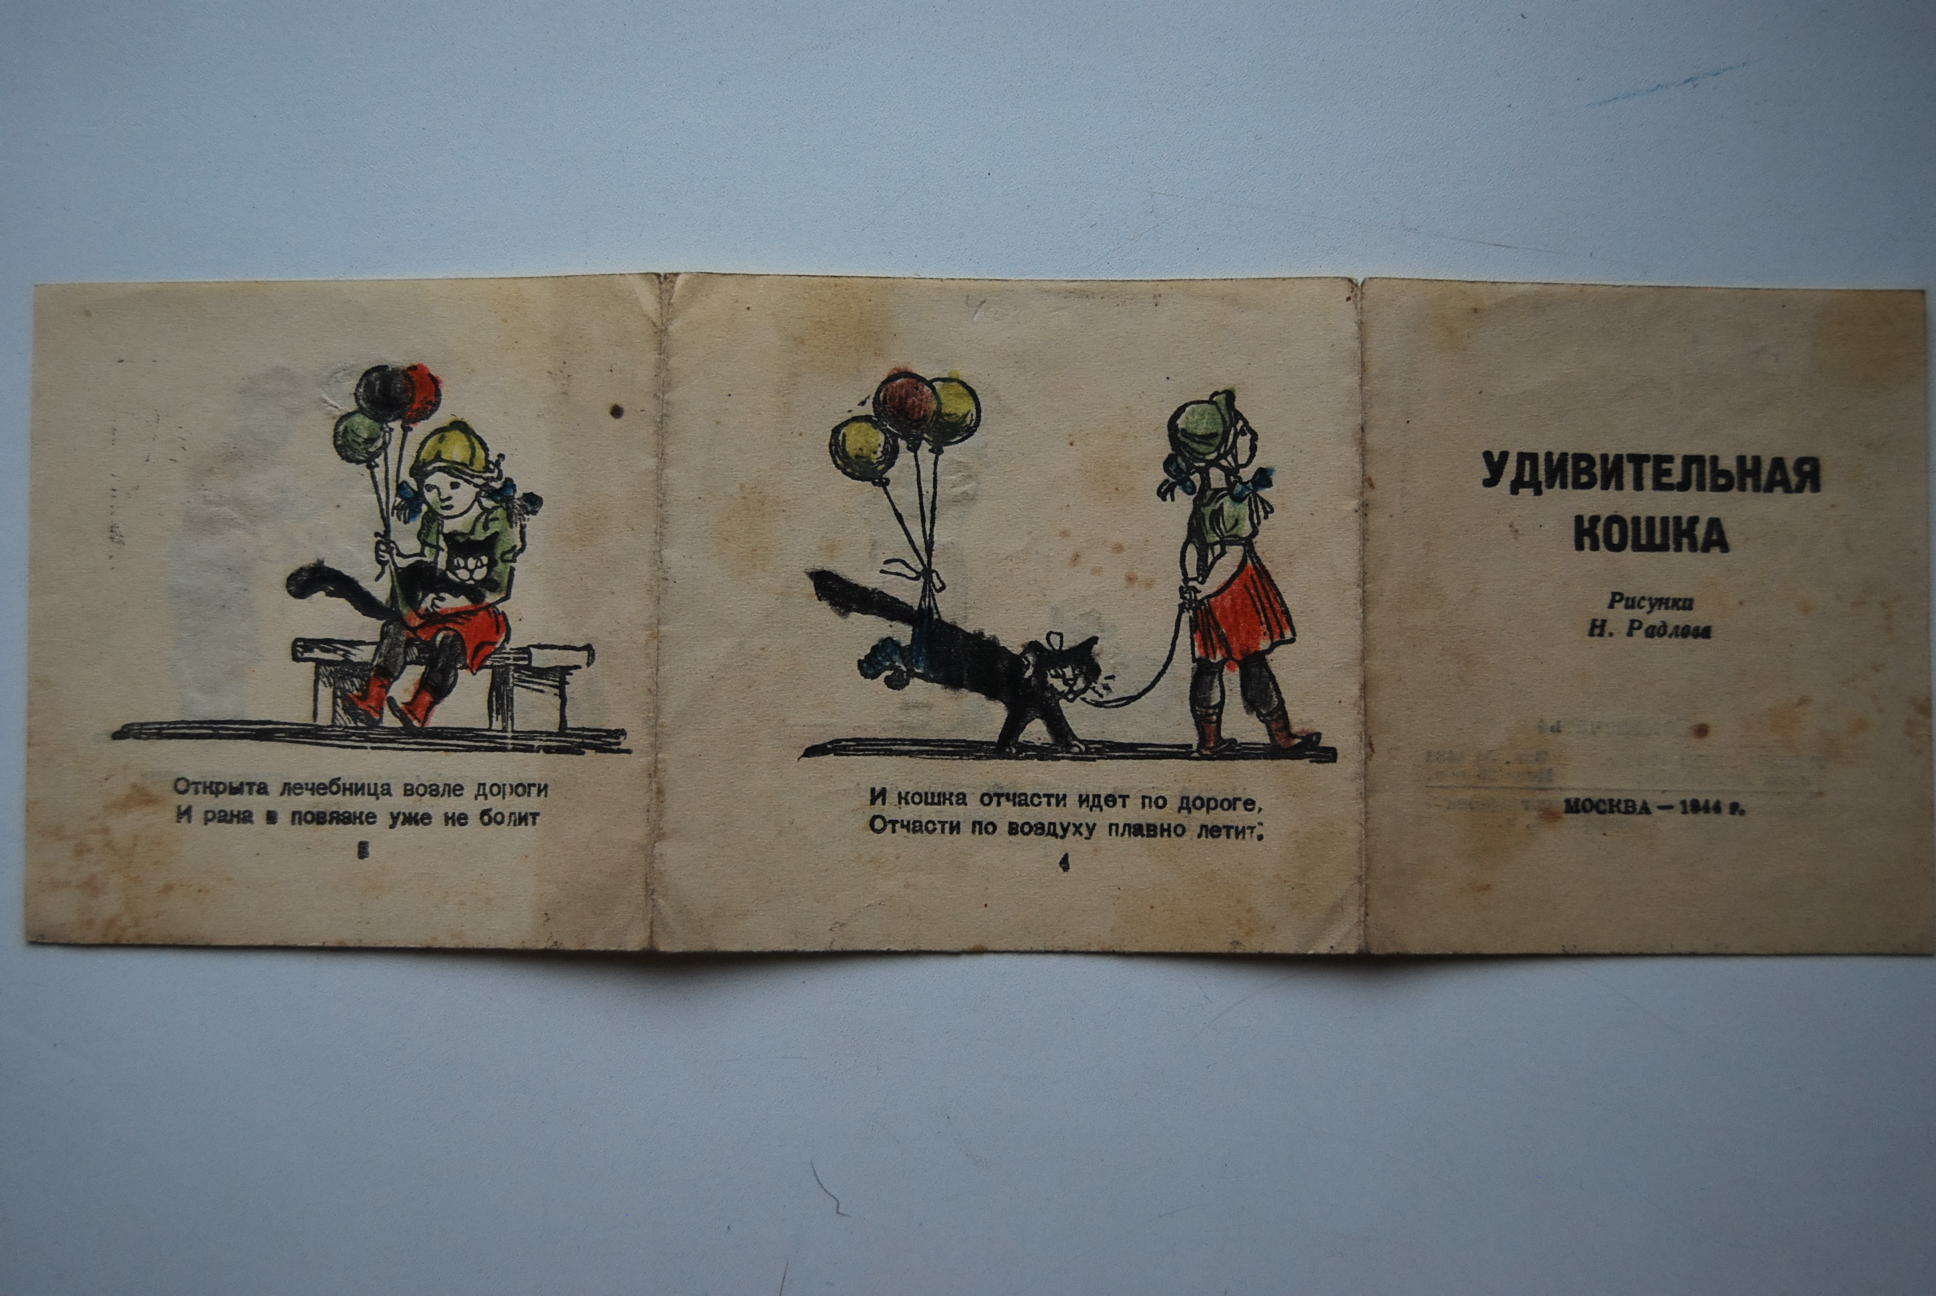 Открыта лечебница возле дороги
И рана в повязке уже не болит
И кошка отчасти идет по дороге,
Отчасти по воздуху плавно летит;
4
УДИВИТЕЛЬНАЯ
КОШКА
Рисунки
Н. Радлова
МОСКВА — 1944 г.